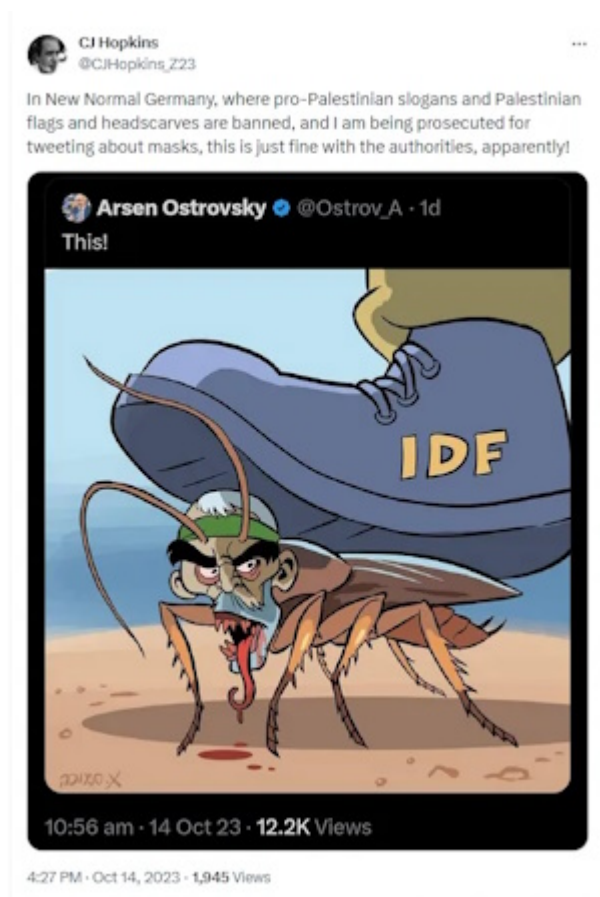 CJ Hopkins
@CJHopkins_Z23
In New Normal Germany, where pro-Palestinian slogans and Palestinian
flags and headscarves are banned, and I am being prosecuted for
tweeting about masks, this is just fine with the authorities, apparently!
Arsen Ostrovsky @Ostrov_A · 1d
This!
IDF
10:56 am · 14 Oct 23 · 12.2K Views
4:27 PM · Oct 14, 2023 · 1,945 Views